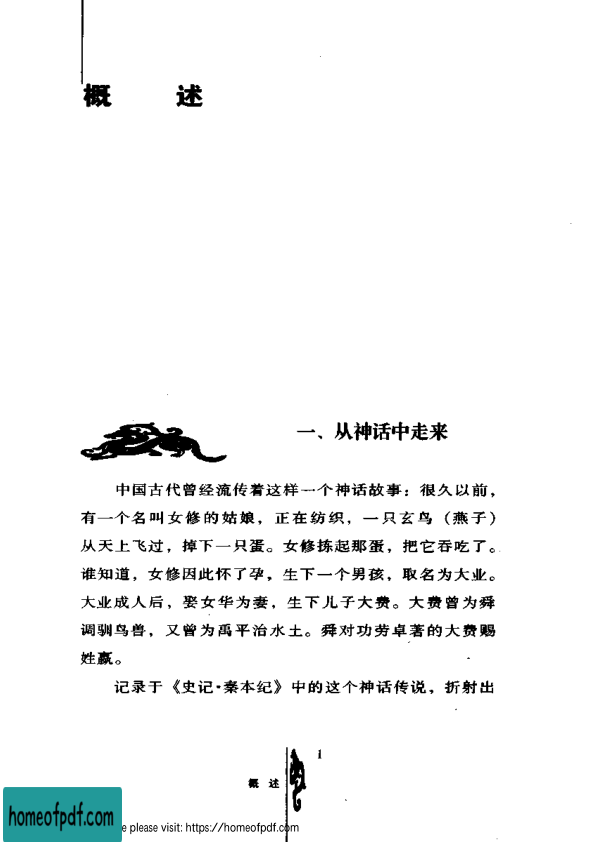 概 述
一、从神话中走来
中国古代曾经流传着这样一个神话故事：很久以前，
有一个名叫女修的姑娘，正在纺织，一只玄鸟（燕子）
从天上飞过，掉下一只蛋。女修拣起那蛋，把它吞吃了。
谁知道，女修因此怀了孕，生下一个男孩，取名为大业。
大业成人后，娶女华为妻，生下儿子大费。大费曾为舜
调驯鸟兽，又曾为禹平治水土。舜对功劳卓著的大费赐
姓嬴。
记录于《史记·秦本纪》中的这个神话传说，折射出
1
概 述
homeofpdf.com
e please visit: https://homeofpdf.com